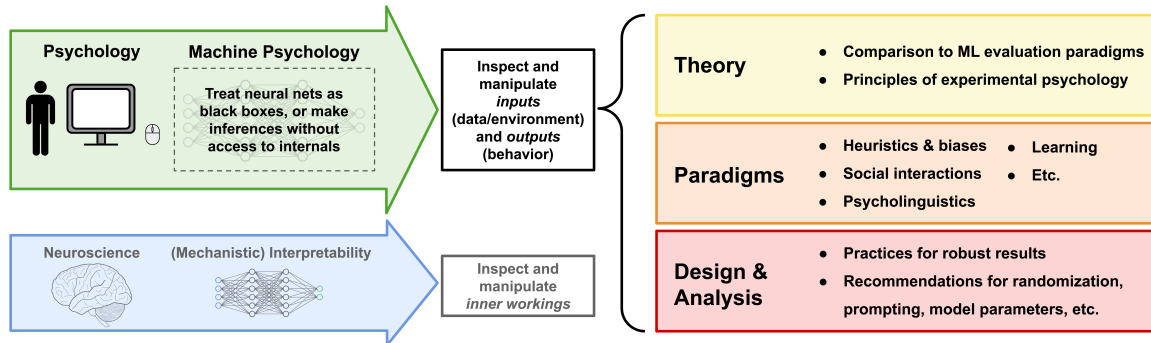 Psychology
Machine Psychology
Treat neural nets as
black boxes, or make
inferences without
access to internals
Inspect and
manipulate
inputs
(data/environment)
and outputs
(behavior)
Neuroscience
(Mechanistic) Interpretability
Inspect and
manipulate
inner workings
Theory
● Comparison to ML evaluation paradigms
● Principles of experimental psychology
Paradigms
● Heuristics & biases
● Social interactions
● Psycholinguistics
● Learning
● Etc.
Design &
Analysis
● Practices for robust results
● Recommendations for randomization,
prompting, model parameters, etc.